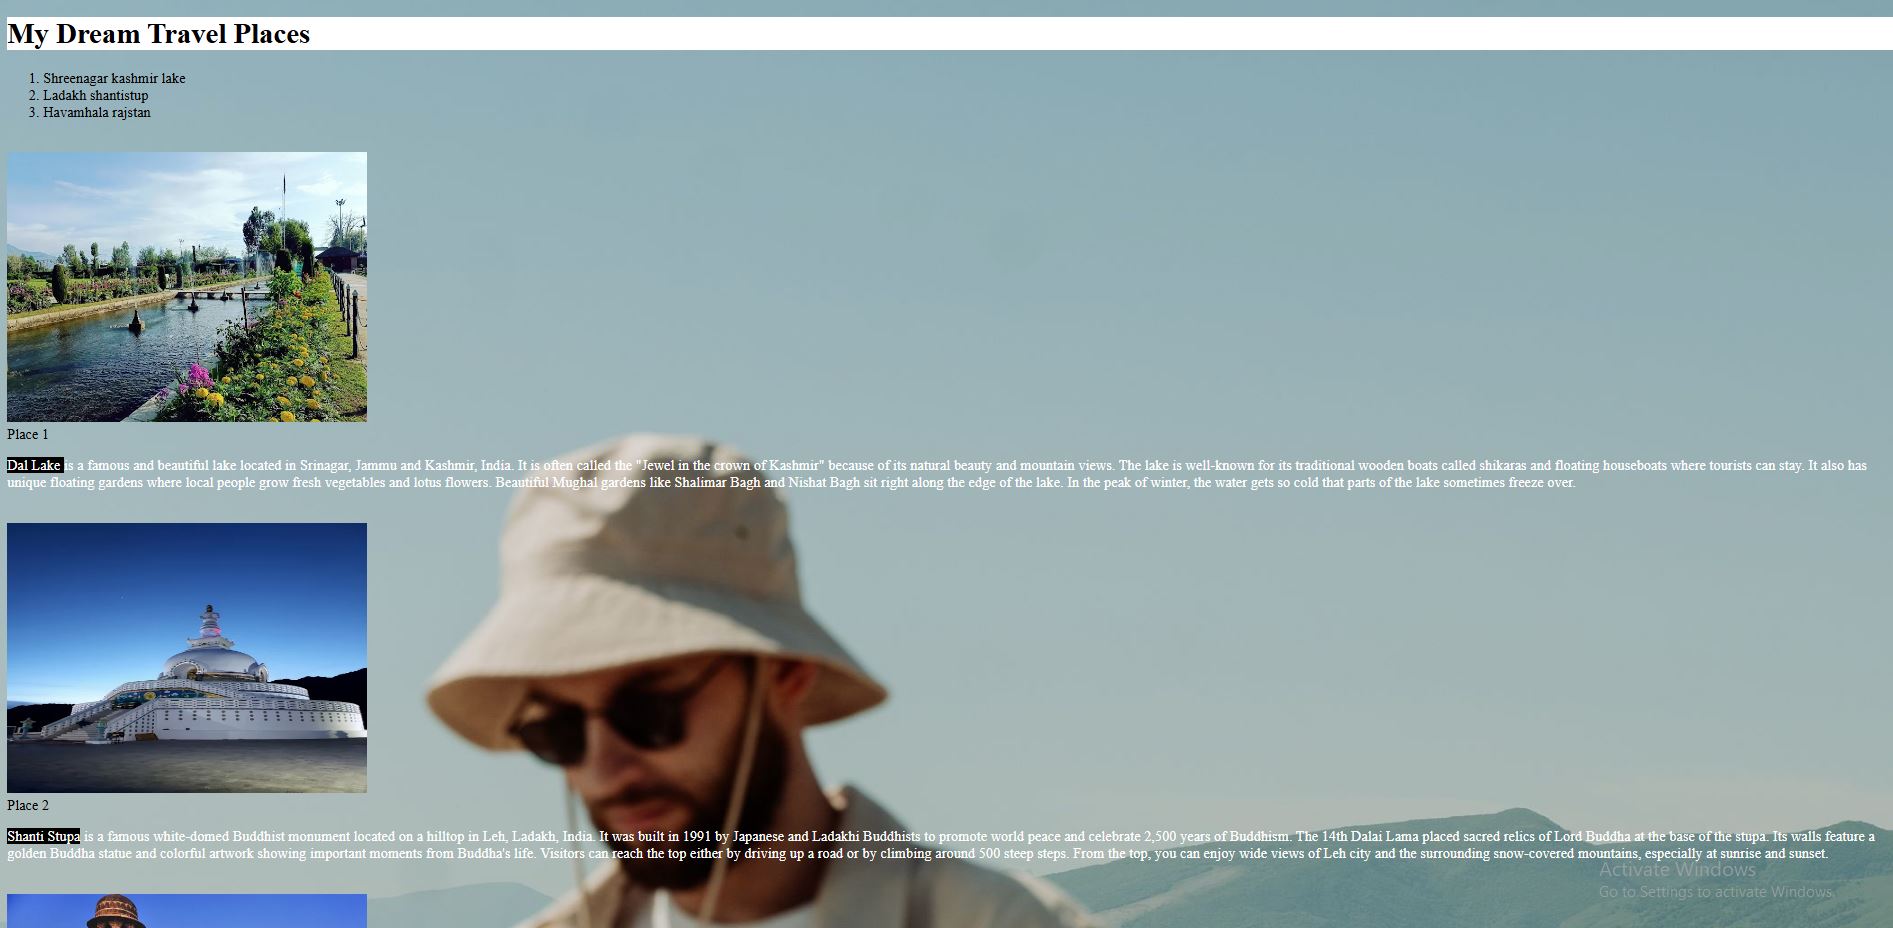 My Dream Travel Places
1. Shreenagar kashmir lake
2. Ladakh shantistup
3. Havamhala rajstan
Place 1
Dal Lake is a famous and beautiful lake located in Srinagar, Jammu and Kashmir, India. It is often called the "Jewel in the crown of Kashmir" because of its natural beauty and mountain views. The lake is well-known for its traditional wooden boats called shikaras and floating houseboats where tourists can stay. It also has
unique floating gardens where local people grow fresh vegetables and lotus flowers. Beautiful Mughal gardens like Shalimar Bagh and Nishat Bagh sit right along the edge of the lake. In the peak of winter, the water gets so cold that parts of the lake sometimes freeze over.
Place 2
Shanti Stupa is a famous white-domed Buddhist monument located on a hilltop in Leh, Ladakh, India. It was built in 1991 by Japanese and Ladakhi Buddhists to promote world peace and celebrate 2,500 years of Buddhism. The 14th Dalai Lama placed sacred relics of Lord Buddha at the base of the stupa. Its walls feature a
golden Buddha statue and colorful artwork showing important moments from Buddha's life. Visitors can reach the top either by driving up a road or by climbing around 500 steep steps. From the top, you can enjoy wide views of Leh city and the surrounding snow-covered mountains, especially at sunrise and sunset.
Activate Windows
Go to Settings to activate Windows.